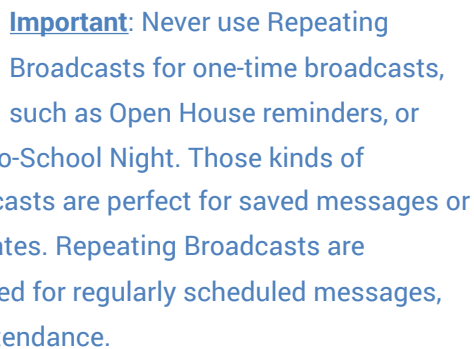 Important: Never use Repeating
Broadcasts for one-time broadcasts,
such as Open House reminders, or
o-School Night. Those kinds of
casts are perfect for saved messages or
ates. Repeating Broadcasts are
ed for regularly scheduled messages,
tendance.